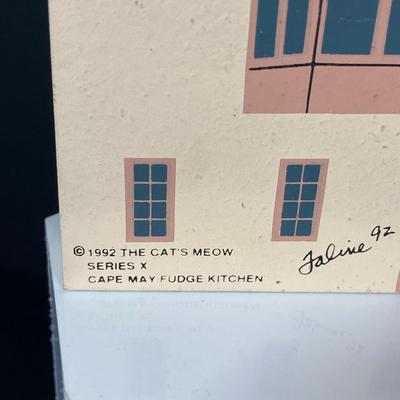 © 1992 THE CAT'S MEOW
SERIES X
CAPE MAY FUDGE KITCHEN
Faline 92